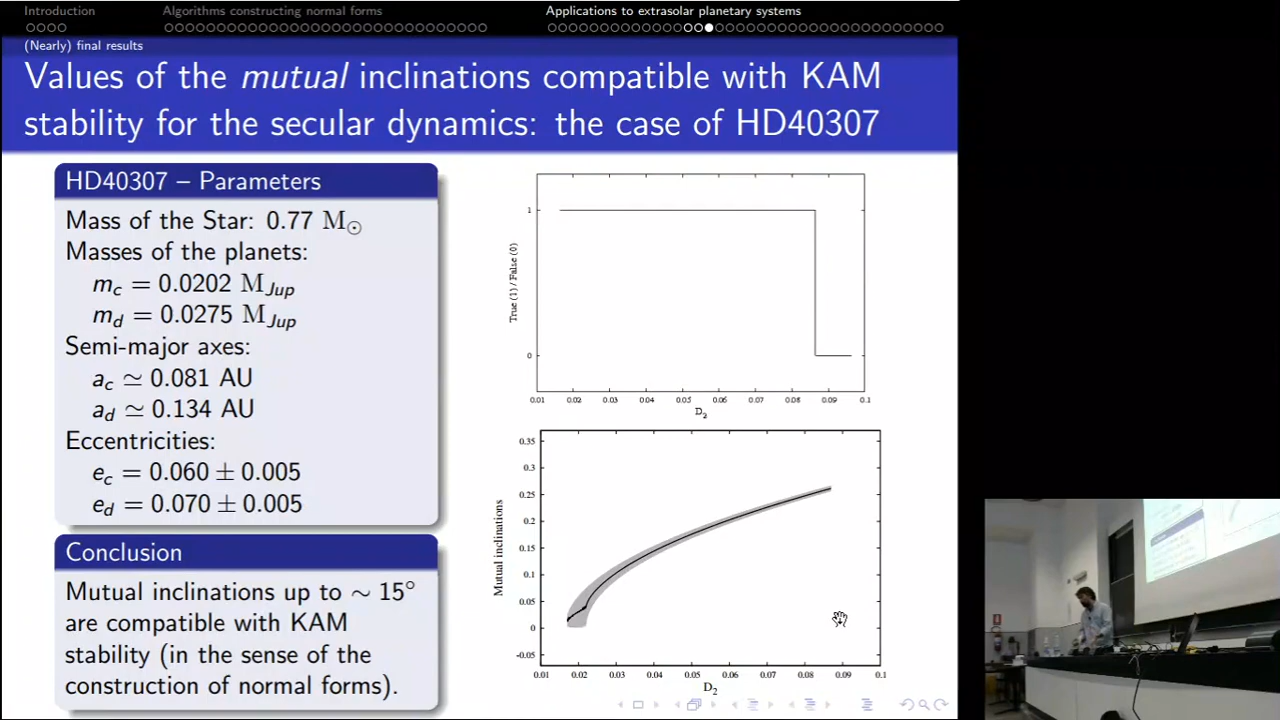 Introduction
Algorithms constructing normal forms
Applications to extrasolar planetary systems
(Nearly) final results
Values of the mutual inclinations compatible with KAM
stability for the secular dynamics: the case of HD40307
HD40307 – Parameters
Mass of the Star: 0.77 M☉
Masses of the planets:
m_c = 0.0202 M_Jup
m_d = 0.0275 M_Jup
Semi-major axes:
a_c ≃ 0.081 AU
a_d ≃ 0.134 AU
Eccentricities:
e_c = 0.060 ± 0.005
e_d = 0.070 ± 0.005
Conclusion
Mutual inclinations up to ∼ 15°
are compatible with KAM
stability (in the sense of the
construction of normal forms).
True (1) / False (0)
1
0
0.01 0.02 0.03 0.04 0.05 0.06 0.07 0.08 0.09 0.1
D₂
Mutual inclinations
0.35
0.3
0.25
0.2
0.15
0.1
0.05
0
-0.05
0.01 0.02 0.03 0.04 0.05 0.06 0.07 0.08 0.09 0.1
D₂